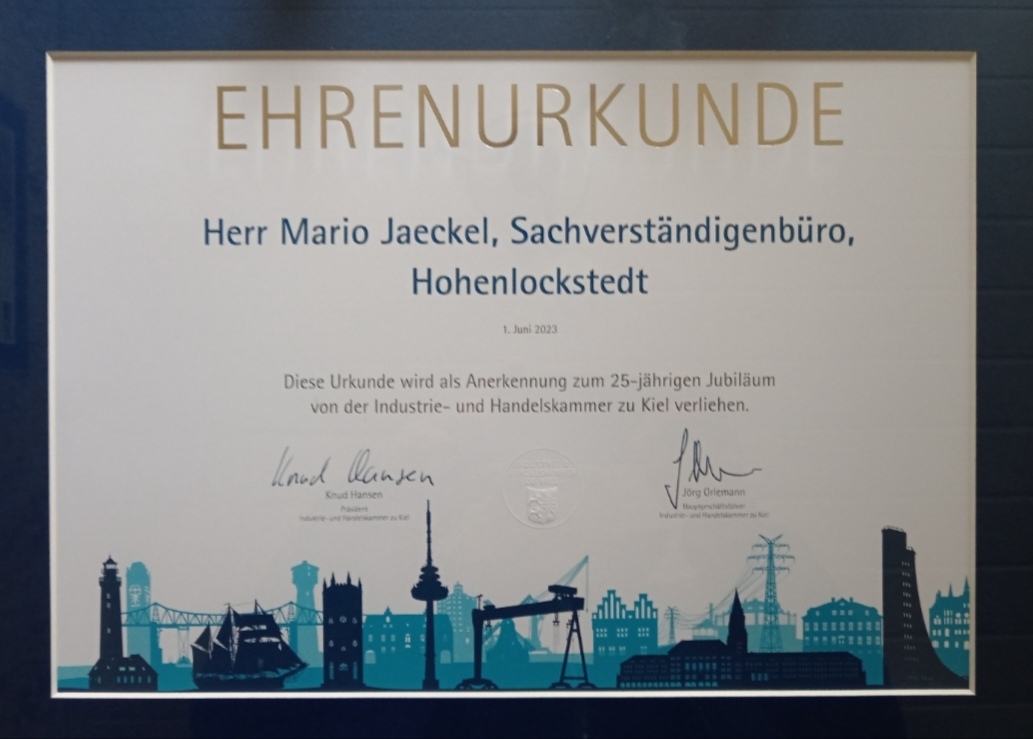 EHRENURKUNDE
Herr Mario Jaeckel, Sachverständigenbüro,
Hohenlockstedt
1. Juni 2023
Diese Urkunde wird als Anerkennung zum 25-jährigen Jubiläum
von der Industrie- und Handelskammer zu Kiel verliehen.
Knud Hansen
Knud Hansen
Präsident
Industrie- und Handelskammer zu Kiel
Jörg Orlemann
Hauptgeschäftsführer
Industrie- und Handelskammer zu Kiel